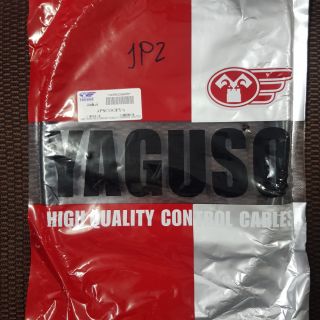 1P2
YAGUSO
HIGH QUALITY CONTROL CABLES